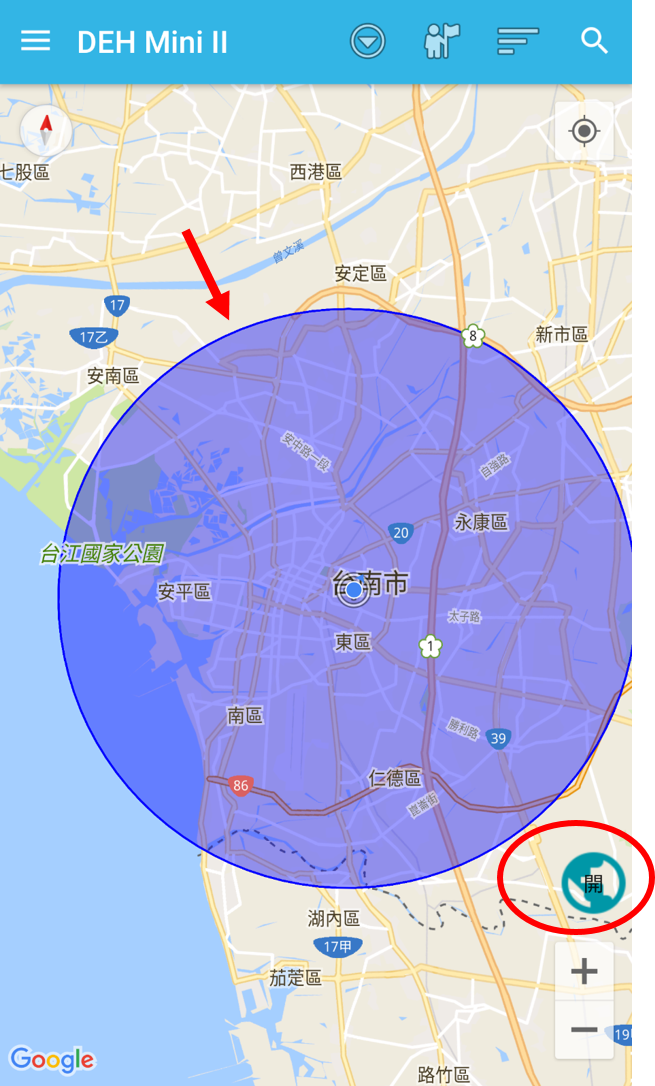 DEH Mini II
七股區
西港區
曾文溪
安定區
17
17乙
8
新市區
安南區
安中路一段
自強路
20
永康區
台江國家公園
台南市
安平區
太子路
東區
1
南區
勝利路
39
仁德區
86
崑崙街
開
湖內區
17甲
茄萣區
19
Google
路竹區